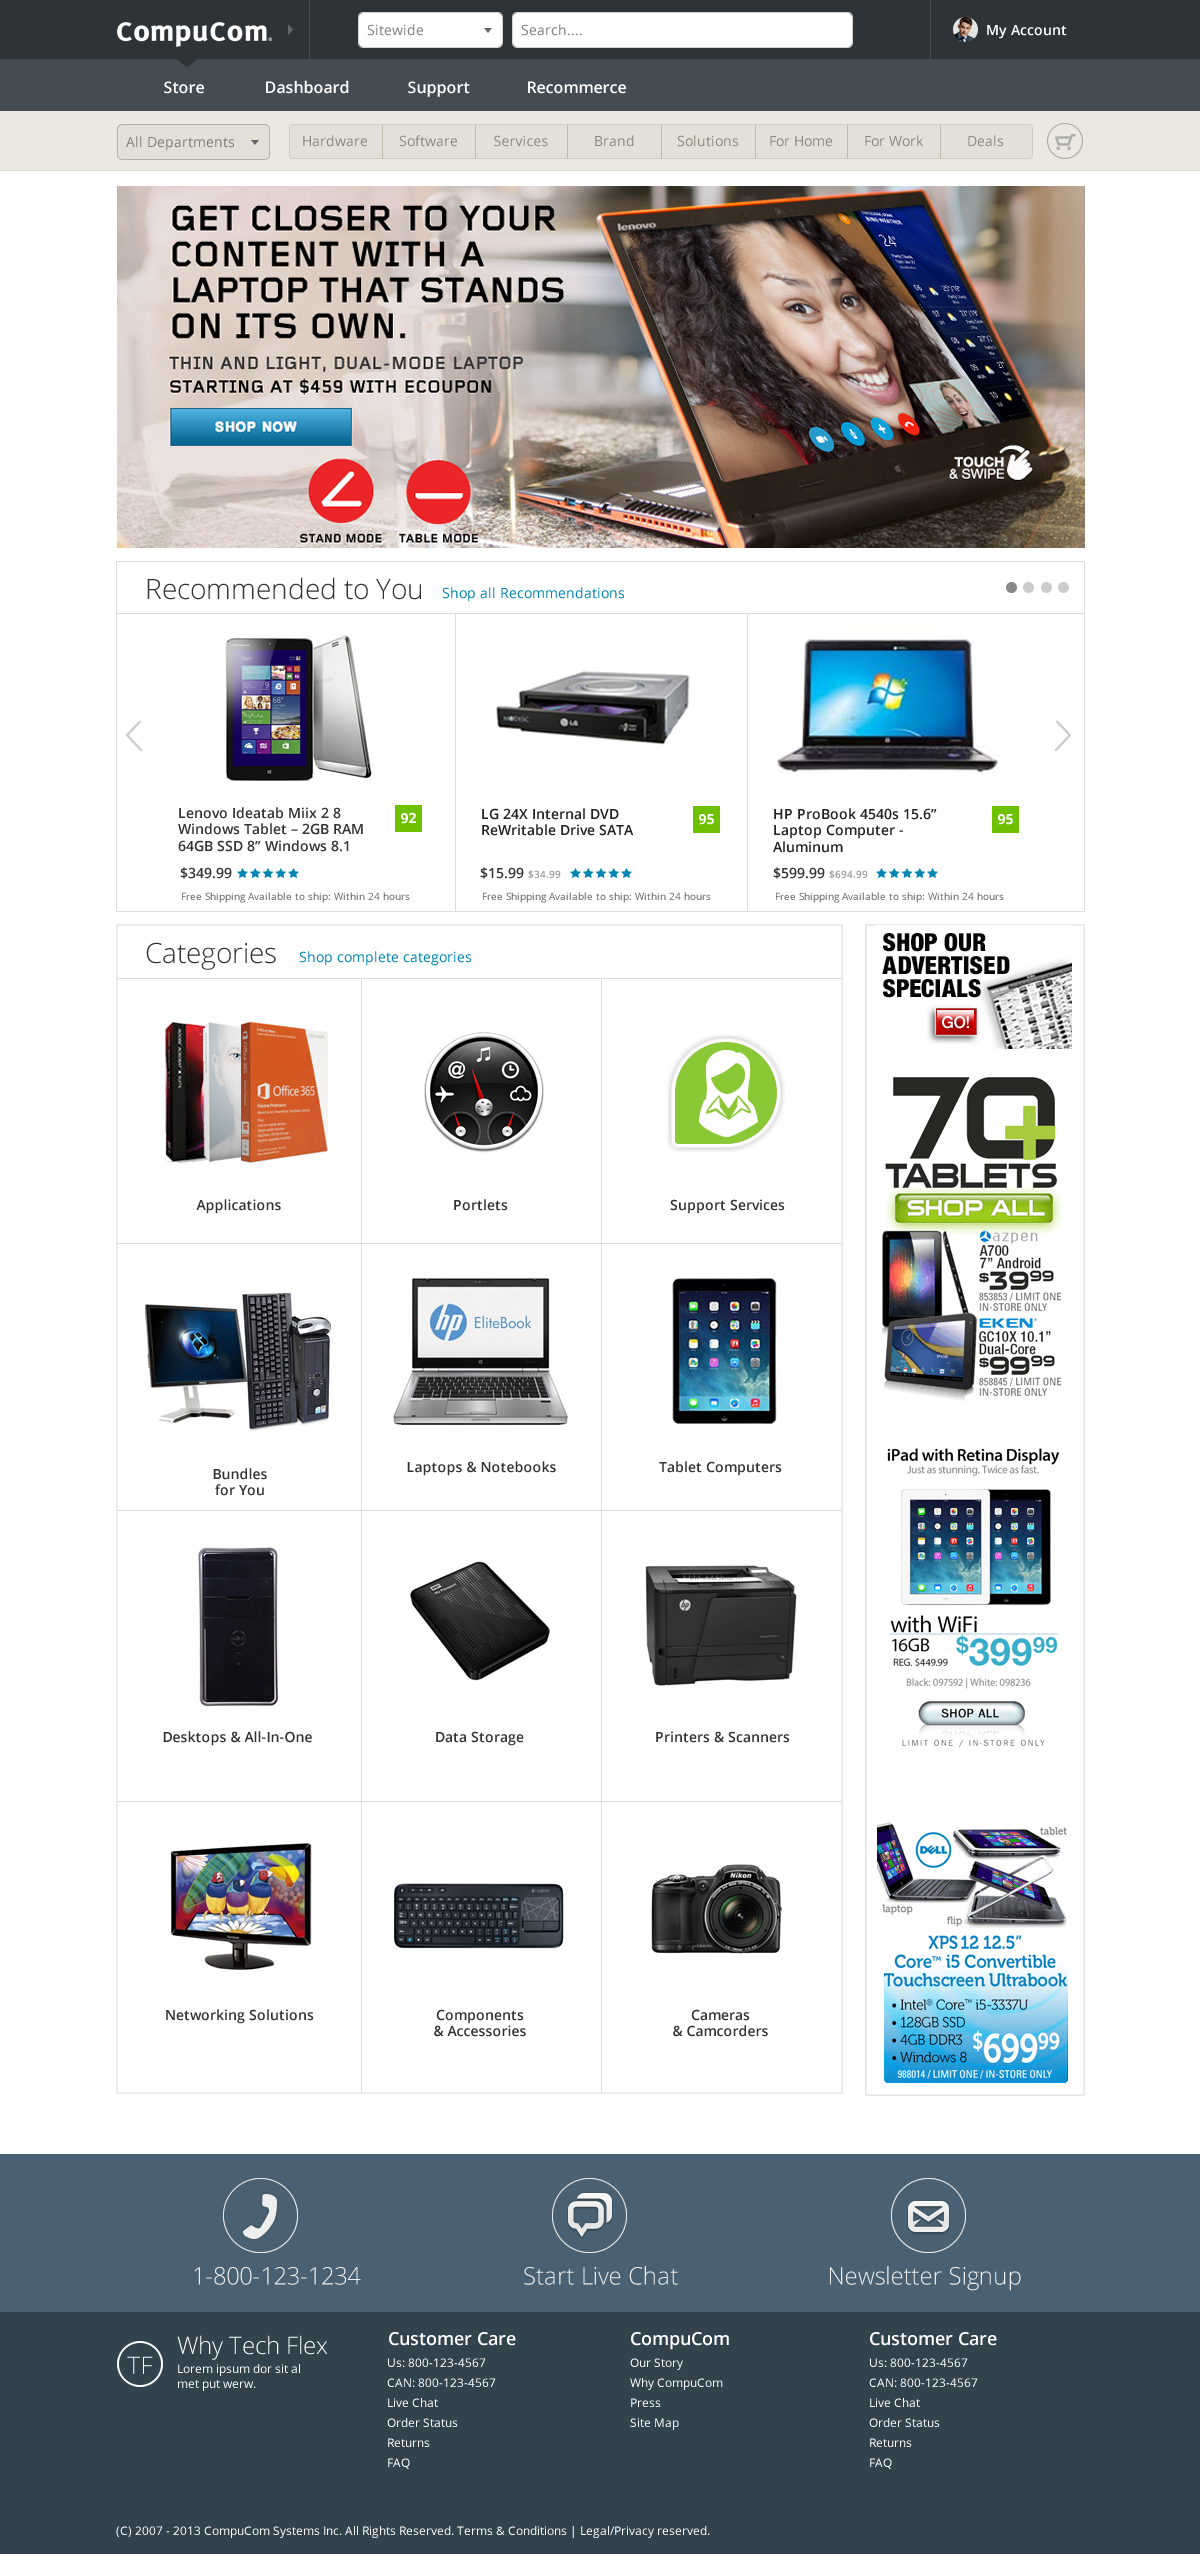 CompuCom.
Sitewide
Search....
My Account
Store Dashboard Support Recommerce
All Departments
Hardware Software Services Brand Solutions For Home For Work Deals
GET CLOSER TO YOUR
CONTENT WITH A
LAPTOP THAT STANDS
ON ITS OWN.
THIN AND LIGHT, DUAL-MODE LAPTOP
STARTING AT $459 WITH ECOUPON
SHOP NOW
STAND MODE TABLE MODE
lenovo
TOUCH
& SWIPE
Recommended to You Shop all Recommendations
Lenovo Ideatab Miix 2 8
Windows Tablet – 2GB RAM
64GB SSD 8” Windows 8.1
92
$349.99
Free Shipping Available to ship: Within 24 hours
LG
LG 24X Internal DVD
ReWritable Drive SATA
95
$15.99 $34.99
Free Shipping Available to ship: Within 24 hours
HP ProBook 4540s 15.6”
Laptop Computer -
Aluminum
95
$599.99 $694.99
Free Shipping Available to ship: Within 24 hours
Categories Shop complete categories
Office 365
Applications
Portlets
Support Services
Bundles
for You
hp EliteBook
Laptops & Notebooks
Tablet Computers
Desktops & All-In-One
Data Storage
hp
Printers & Scanners
Networking Solutions
Components
& Accessories
Nikon
Cameras
& Camcorders
SHOP OUR
ADVERTISED
SPECIALS
GO!
70+
TABLETS
SHOP ALL
azpen
A700
7” Android
$39 99
853853 / LIMIT ONE
IN-STORE ONLY
EKEN
GC10X 10.1”
Dual-Core
$99 99
858845 / LIMIT ONE
IN-STORE ONLY
iPad with Retina Display
Just as stunning. Twice as fast.
with WiFi
16GB
REG. $449.99
$399 99
Black: 097592 | White: 098236
SHOP ALL
LIMIT ONE / IN-STORE ONLY
tablet
DELL
laptop
flip
XPS 12 12.5”
Core™ i5 Convertible
Touchscreen Ultrabook
• Intel® Core™ i5-3337U
• 128GB SSD
• 4GB DDR3
• Windows 8
$699 99
988014 / LIMIT ONE / IN-STORE ONLY
1-800-123-1234
Start Live Chat
Newsletter Signup
TF
Why Tech Flex
Lorem ipsum dor sit al
met put werw.
Customer Care
Us: 800-123-4567
CAN: 800-123-4567
Live Chat
Order Status
Returns
FAQ
CompuCom
Our Story
Why CompuCom
Press
Site Map
Customer Care
Us: 800-123-4567
CAN: 800-123-4567
Live Chat
Order Status
Returns
FAQ
(C) 2007 - 2013 CompuCom Systems Inc. All Rights Reserved. Terms & Conditions | Legal/Privacy reserved.